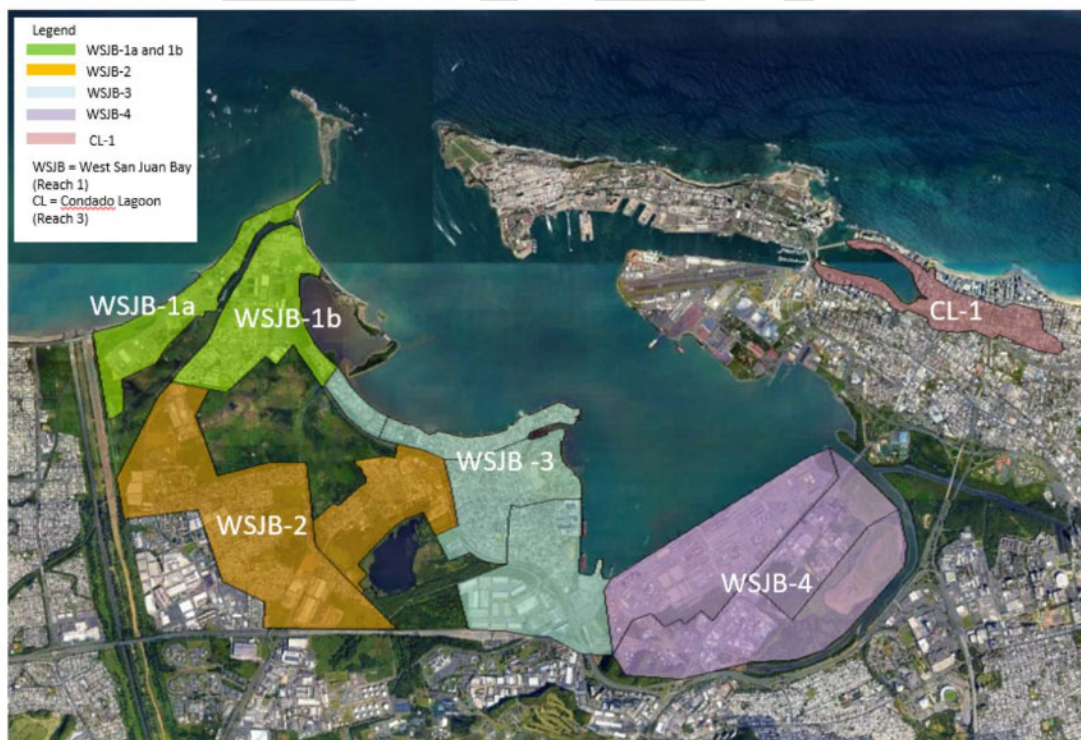 Legend
WSJB-1a and 1b
WSJB-2
WSJB-3
WSJB-4
CL-1
WSJB = West San Juan Bay
(Reach 1)
CL = Condado Lagoon
(Reach 3)
WSJB-1a
WSJB-1b
CL-1
WSJB -3
WSJB-2
WSJB-4